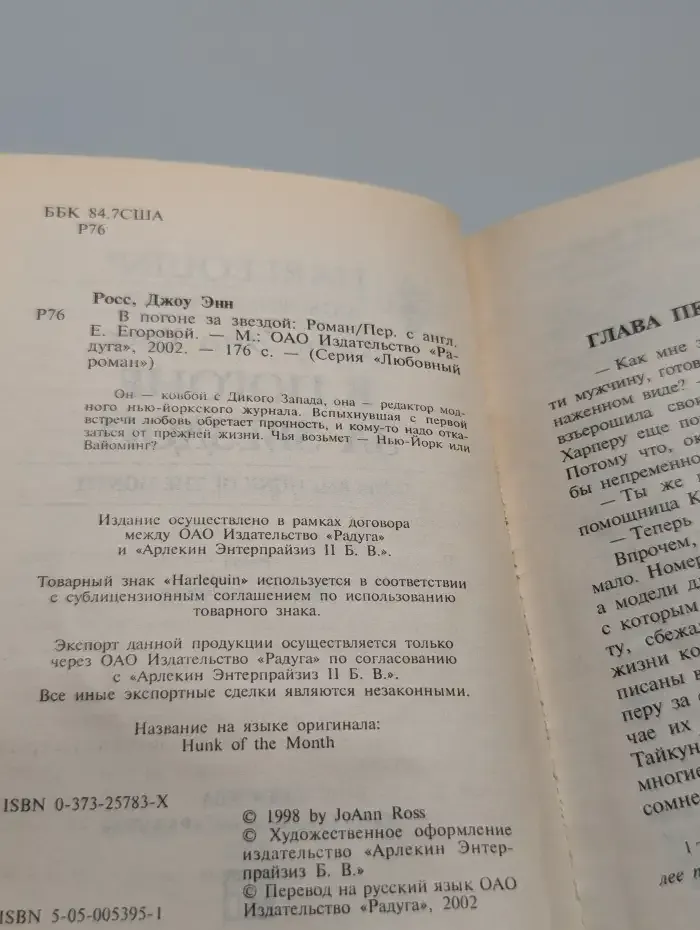 ББК 84.7США
Р76
Росс, Джоу Энн
Р76 В погоне за звездой: Роман/Пер. с англ.
Е. Егоровой. — М.: ОАО Издательство «Ра-
дуга», 2002. — 176 с. — (Серия «Любовный
роман»)
Он — ковбой с Дикого Запада, она — редактор мод-
ного нью-йоркского журнала. Вспыхнувшая с первой
встречи любовь обретает прочность, и кому-то надо отка-
заться от прежней жизни. Чья возьмет — Нью-Йорк или
Вайоминг?
Издание осуществлено в рамках договора
между ОАО Издательство «Радуга»
и «Арлекин Энтерпрайзиз II Б. В.».
Товарный знак «Harlequin» используется в соответствии
с сублицензионным соглашением по использованию
товарного знака.
Экспорт данной продукции осуществляется только
через ОАО Издательство «Радуга» по согласованию
с «Арлекин Энтерпрайзиз II Б. В.».
Все иные экспортные сделки являются незаконными.
Название на языке оригинала:
Hunk of the Month
ISBN 0-373-25783-X
© 1998 by JoAnn Ross
© Художественное оформление
издательство «Арлекин Энтер-
прайзиз Б. В.»
© Перевод на русский язык ОАО
Издательство «Радуга», 2002
ISBN 5-05-005395-1
ГЛАВА ПЕ
— Как мне з
ти мужчину, готов
наженном виде?
взъерошила свои
Харперу еще по
Потому что, ок
бы непременно
— Ты же
помощница К
— Теперь
Впрочем,
мало. Номер
а модели дл
с которым
ту, сбежа
жизни ко
писаны в
перу за
чае их
Тайкун
многие
сомне
1 т
лее п